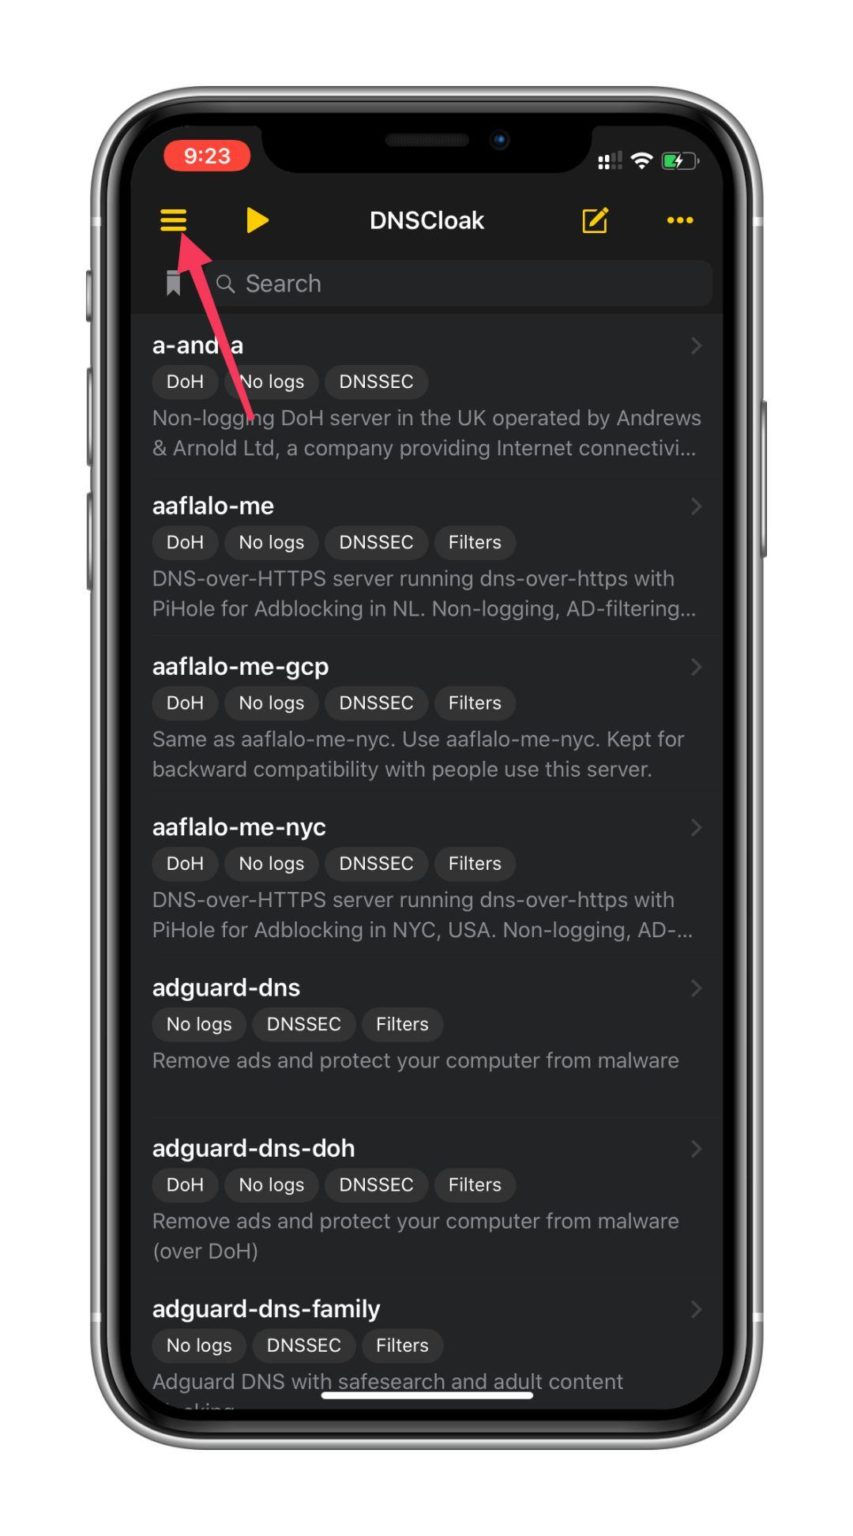 9:23
DNSCloak
Search
a-and-a
DoH No logs DNSSEC
Non-logging DoH server in the UK operated by Andrews
& Arnold Ltd, a company providing Internet connectivi...
aaflalo-me
DoH No logs DNSSEC Filters
DNS-over-HTTPS server running dns-over-https with
PiHole for Adblocking in NL. Non-logging, AD-filtering...
aaflalo-me-gcp
DoH No logs DNSSEC Filters
Same as aaflalo-me-nyc. Use aaflalo-me-nyc. Kept for
backward compatibility with people use this server.
aaflalo-me-nyc
DoH No logs DNSSEC Filters
DNS-over-HTTPS server running dns-over-https with
PiHole for Adblocking in NYC, USA. Non-logging, AD-...
adguard-dns
No logs DNSSEC Filters
Remove ads and protect your computer from malware
adguard-dns-doh
DoH No logs DNSSEC Filters
Remove ads and protect your computer from malware
(over DoH)
adguard-dns-family
No logs DNSSEC Filters
Adguard DNS with safesearch and adult content